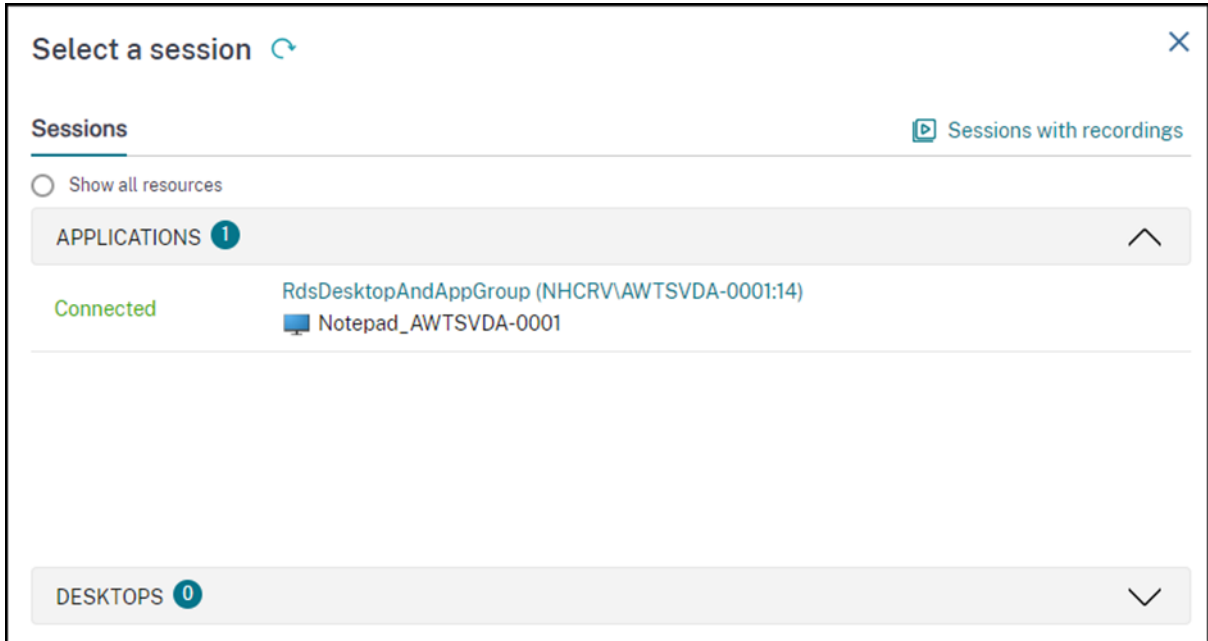 Select a session
Sessions
Sessions with recordings
Show all resources
APPLICATIONS 1
Connected
RdsDesktopAndAppGroup (NHCRV\AWTSVDA-0001:14)
Notepad_AWTSVDA-0001
DESKTOPS 0